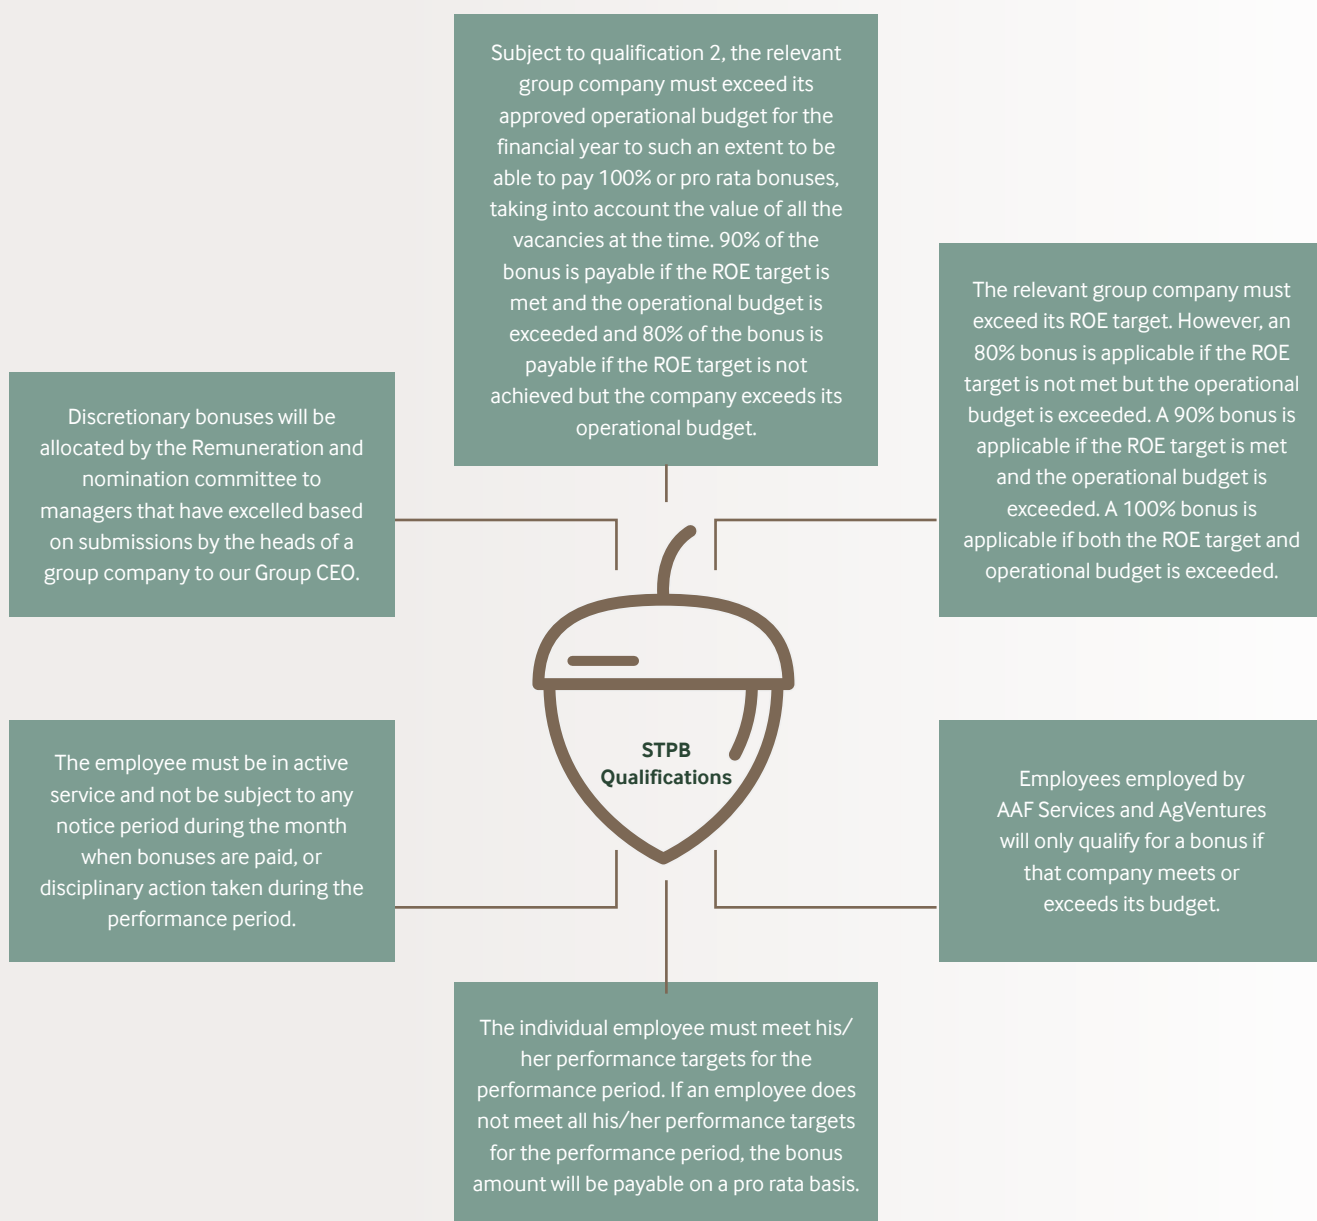 Subject to qualification 2, the relevant
group company must exceed its
approved operational budget for the
financial year to such an extent to be
able to pay 100% or pro rata bonuses,
taking into account the value of all the
vacancies at the time. 90% of the
bonus is payable if the ROE target is
met and the operational budget is
exceeded and 80% of the bonus is
payable if the ROE target is not
achieved but the company exceeds its
operational budget.
The relevant group company must
exceed its ROE target. However, an
80% bonus is applicable if the ROE
target is not met but the operational
budget is exceeded. A 90% bonus is
applicable if the ROE target is met
and the operational budget is
exceeded. A 100% bonus is
applicable if both the ROE target and
operational budget is exceeded.
Discretionary bonuses will be
allocated by the Remuneration and
nomination committee to
managers that have excelled based
on submissions by the heads of a
group company to our Group CEO.
STPB
Qualifications
The employee must be in active
service and not be subject to any
notice period during the month
when bonuses are paid, or
disciplinary action taken during the
performance period.
Employees employed by
AAF Services and AgVentures
will only qualify for a bonus if
that company meets or
exceeds its budget.
The individual employee must meet his/
her performance targets for the
performance period. If an employee does
not meet all his/her performance targets
for the performance period, the bonus
amount will be payable on a pro rata basis.